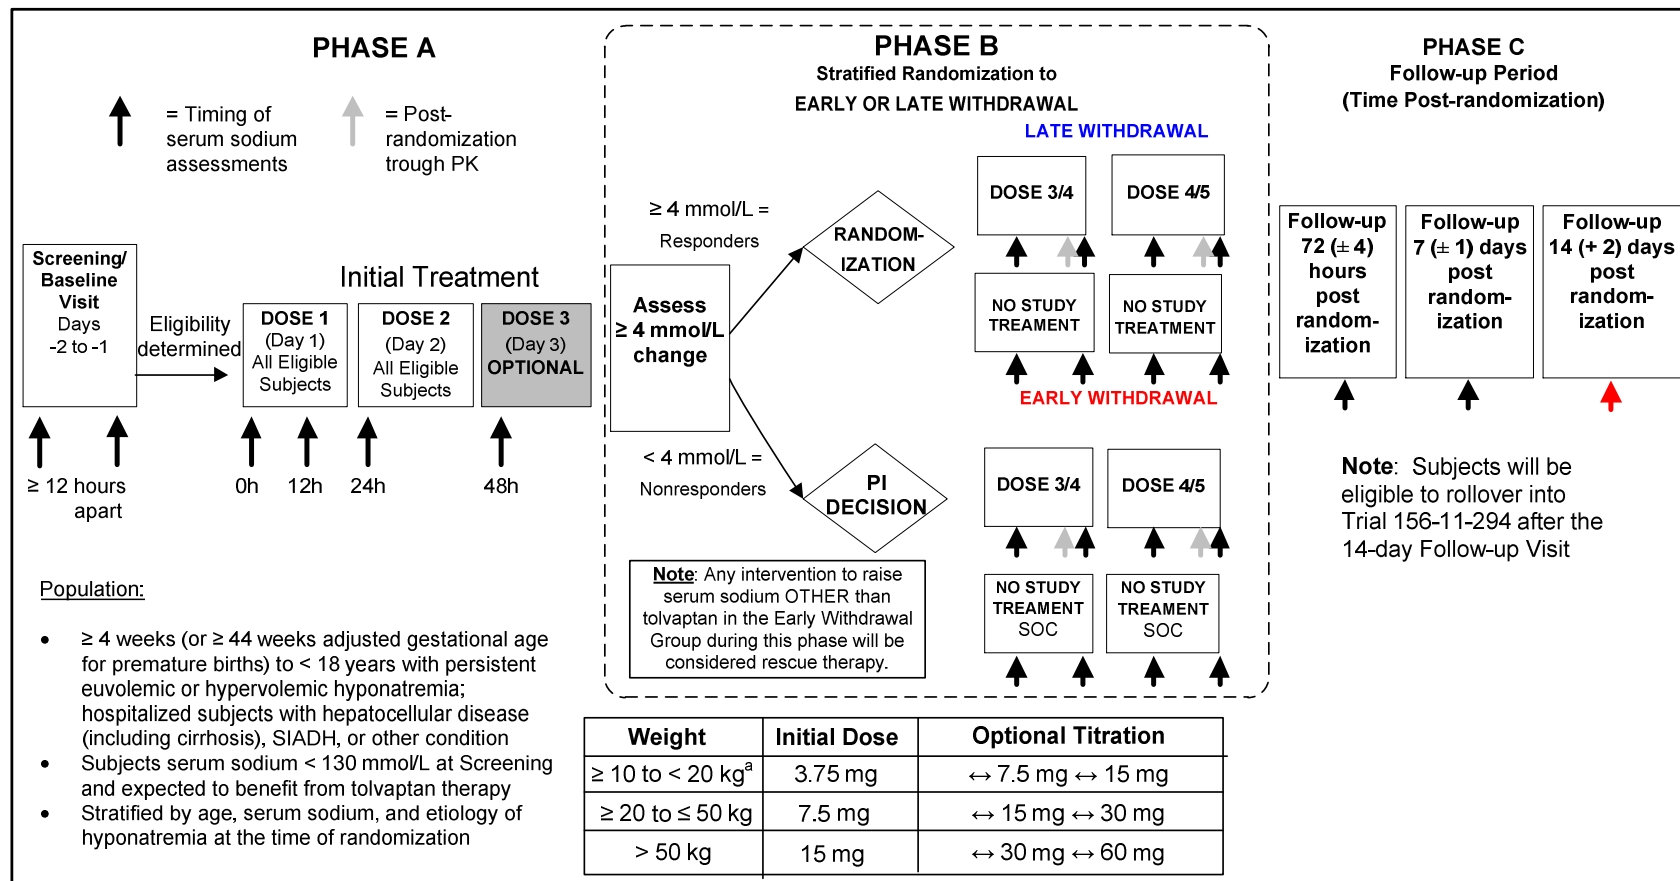 PHASE A
= Timing of
serum sodium
assessments
= Post-
randomization
trough PK
Screening/
Baseline
Visit
Days
-2 to -1
≥ 12 hours
apart
Eligibility
determined
Initial Treatment
DOSE 1
(Day 1)
All Eligible
Subjects
DOSE 2
(Day 2)
All Eligible
Subjects
DOSE 3
(Day 3)
OPTIONAL
0h
12h
24h
48h
Population:
• ≥ 4 weeks (or ≥ 44 weeks adjusted gestational age
for premature births) to < 18 years with persistent
euvolemic or hypervolemic hyponatremia;
hospitalized subjects with hepatocellular disease
(including cirrhosis), SIADH, or other condition
• Subjects serum sodium < 130 mmol/L at Screening
and expected to benefit from tolvaptan therapy
• Stratified by age, serum sodium, and etiology of
hyponatremia at the time of randomization
PHASE B
Stratified Randomization to
EARLY OR LATE WITHDRAWAL
LATE WITHDRAWAL
≥ 4 mmol/L =
Responders
Assess
≥ 4 mmol/L
change
< 4 mmol/L =
Nonresponders
RANDOM-
IZATION
DOSE 3/4
DOSE 4/5
NO STUDY
TREAMENT
NO STUDY
TREATMENT
EARLY WITHDRAWAL
PI
DECISION
DOSE 3/4
DOSE 4/5
NO STUDY
TREAMENT
SOC
NO STUDY
TREAMENT
SOC
Note: Any intervention to raise
serum sodium OTHER than
tolvaptan in the Early Withdrawal
Group during this phase will be
considered rescue therapy.
PHASE C
Follow-up Period
(Time Post-randomization)
Follow-up
72 (± 4)
hours
post
random-
ization
Follow-up
7 (± 1) days
post
random-
ization
Follow-up
14 (+ 2) days
post
random-
ization
Note: Subjects will be
eligible to rollover into
Trial 156-11-294 after the
14-day Follow-up Visit
Weight Initial Dose Optional Titration
≥ 10 to < 20 kgᵃ 3.75 mg ↔ 7.5 mg ↔ 15 mg
≥ 20 to ≤ 50 kg 7.5 mg ↔ 15 mg ↔ 30 mg
> 50 kg 15 mg ↔ 30 mg ↔ 60 mg